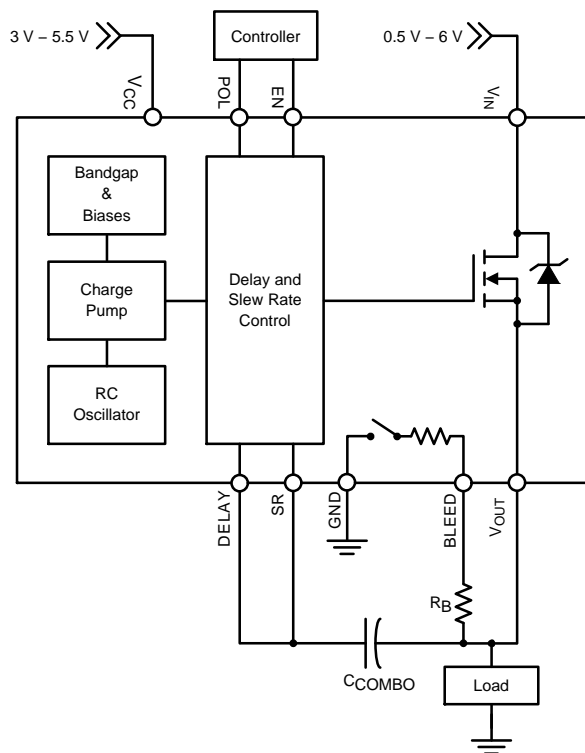 3 V – 5.5 V
Controller
0.5 V – 6 V
VCC
POL
EN
VIN
Bandgap
&
Biases
Charge
Pump
RC
Oscillator
Delay and
Slew Rate
Control
DELAY
SR
GND
BLEED
VOUT
RB
CCOMBO
Load